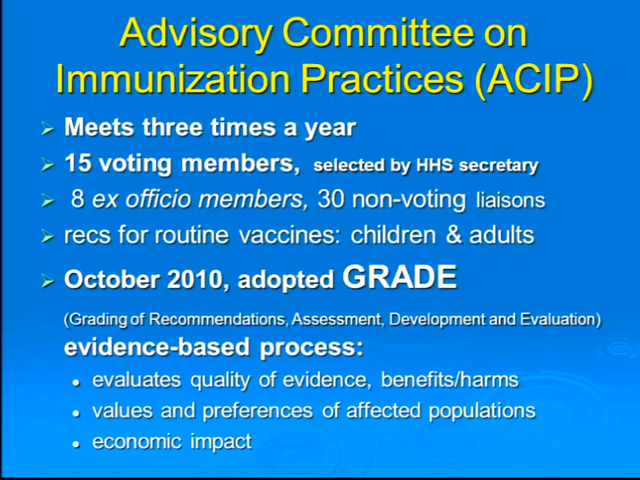 Advisory Committee on
Immunization Practices (ACIP)
Meets three times a year
15 voting members, selected by HHS secretary
8 ex officio members, 30 non-voting liaisons
recs for routine vaccines: children & adults
October 2010, adopted GRADE
(Grading of Recommendations, Assessment, Development and Evaluation)
evidence-based process:
evaluates quality of evidence, benefits/harms
values and preferences of affected populations
economic impact